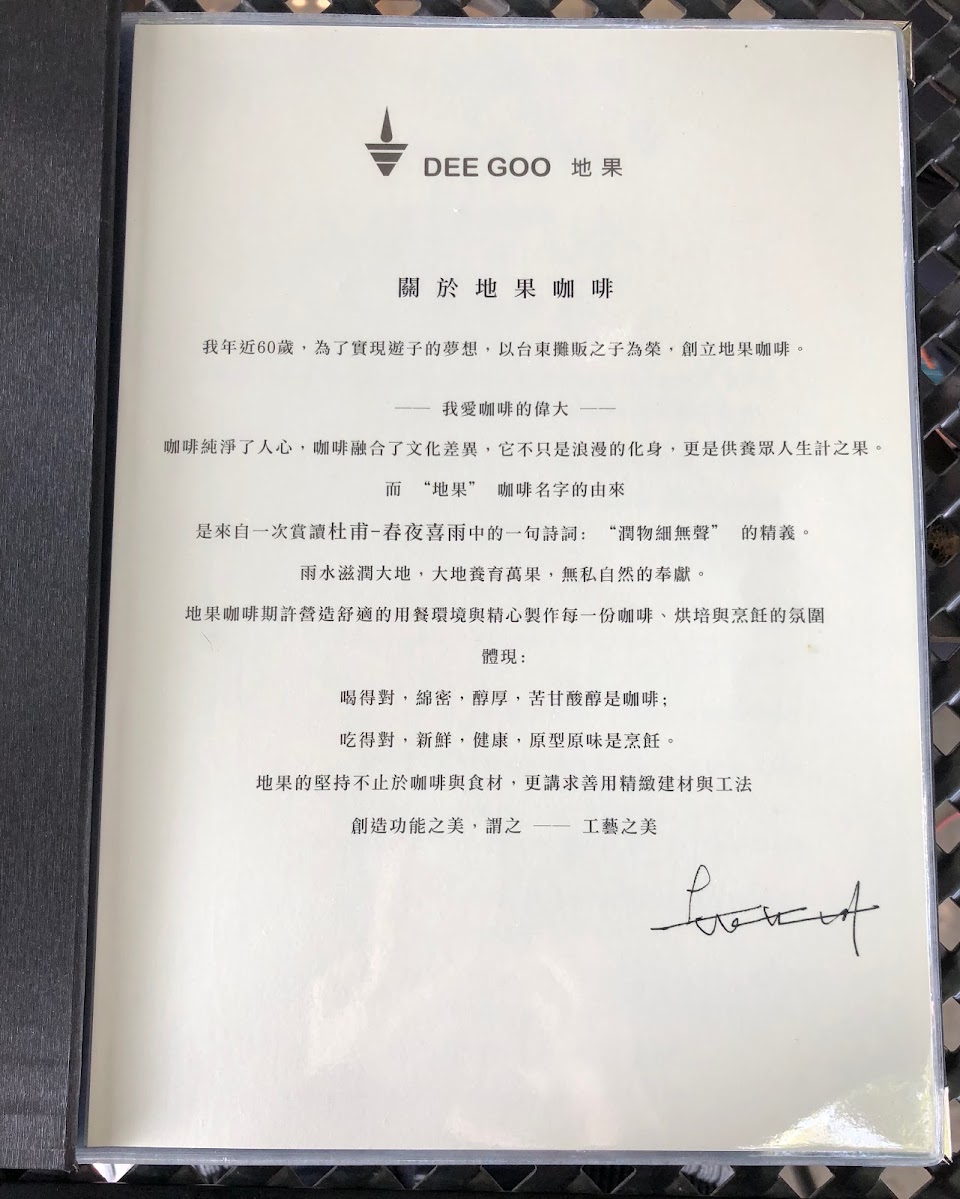 DEE GOO 地果
關於地果咖啡
我年近60歲，為了實現遊子的夢想，以台東攤販之子為榮，創立地果咖啡。
—— 我愛咖啡的偉大 ——
咖啡純淨了人心，咖啡融合了文化差異，它不只是浪漫的化身，更是供養眾人生計之果。
而 “地果” 咖啡名字的由來
是來自一次賞讀杜甫-春夜喜雨中的一句詩詞: “潤物細無聲” 的精義。
雨水滋潤大地，大地養育萬果，無私自然的奉獻。
地果咖啡期許營造舒適的用餐環境與精心製作每一份咖啡、烘培與烹飪的氛圍
體現:
喝得對，綿密，醇厚，苦甘酸醇是咖啡;
吃得對，新鮮，健康，原型原味是烹飪。
地果的堅持不止於咖啡與食材，更講求善用精緻建材與工法
創造功能之美，謂之 —— 工藝之美